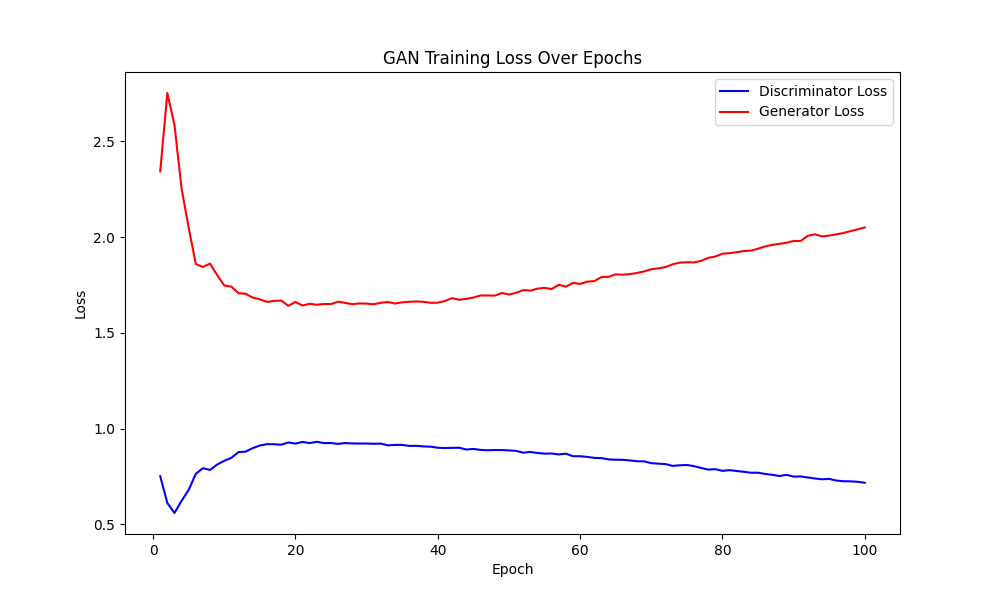 GAN Training Loss Over Epochs
Discriminator Loss
Generator Loss
2.5
2.0
1.5
1.0
0.5
Loss
0 20 40 60 80 100
Epoch